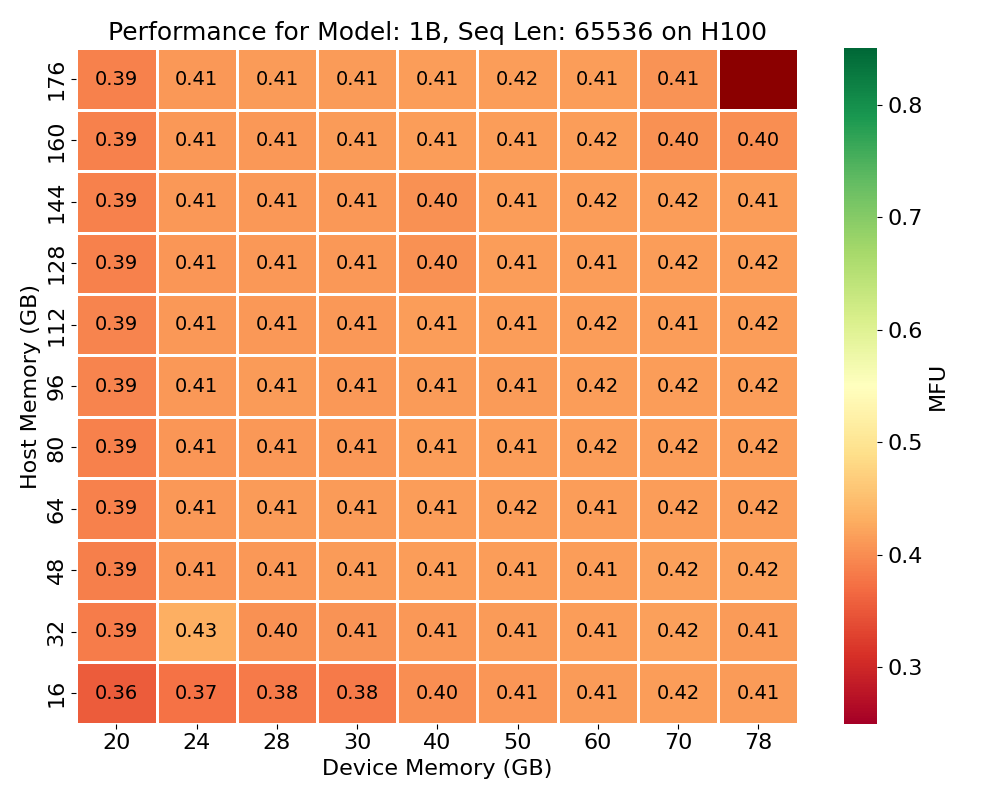 Performance for Model: 1B, Seq Len: 65536 on H100
176 0.39 0.41 0.41 0.41 0.41 0.42 0.41 0.41
160 0.39 0.41 0.41 0.41 0.41 0.41 0.42 0.40 0.40
144 0.39 0.41 0.41 0.41 0.40 0.41 0.42 0.42 0.41
128 0.39 0.41 0.41 0.41 0.40 0.41 0.41 0.42 0.42
112 0.39 0.41 0.41 0.41 0.41 0.41 0.42 0.41 0.42
96 0.39 0.41 0.41 0.41 0.41 0.41 0.42 0.42 0.42
80 0.39 0.41 0.41 0.41 0.41 0.41 0.42 0.42 0.42
64 0.39 0.41 0.41 0.41 0.41 0.42 0.41 0.42 0.42
48 0.39 0.41 0.41 0.41 0.41 0.41 0.41 0.42 0.42
32 0.39 0.43 0.40 0.41 0.41 0.41 0.41 0.42 0.41
16 0.36 0.37 0.38 0.38 0.40 0.41 0.41 0.42 0.41
20 24 28 30 40 50 60 70 78
Device Memory (GB)
Host Memory (GB)
0.8
0.7
0.6
0.5
0.4
0.3
MFU